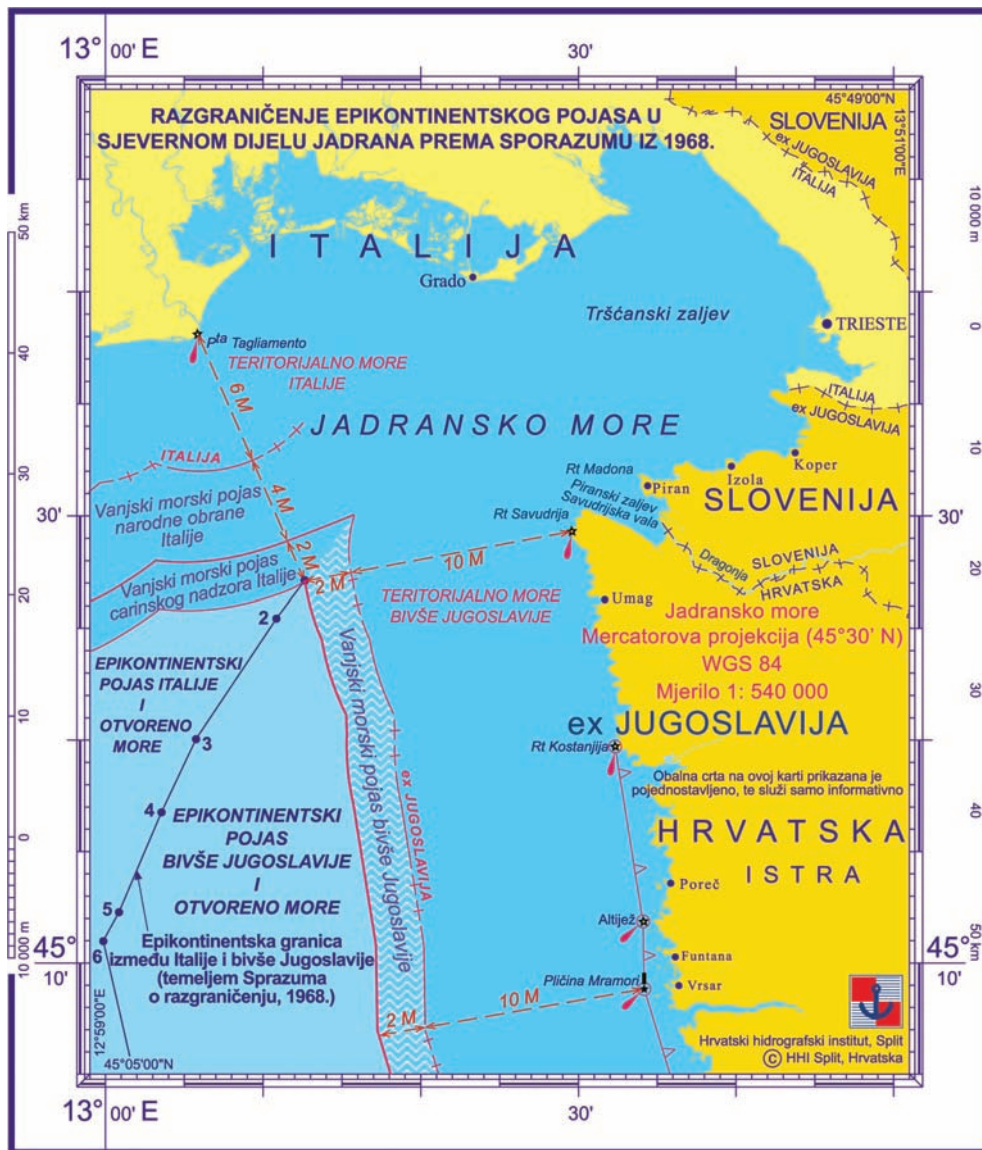 13° 00' E
30'
45°49'00"N
13°51'00"E
RAZGRANIČENJE EPIKONTINENTSKOG POJASA U
SJEVERNOM DIJELU JADRANA PREMA SPORAZUMU IZ 1968.
SLOVENIJA
ex JUGOSLAVIJA
ITALIJA
50 km
10 000 m
ITALIJA
Grado
Tršćanski zaljev
TRIESTE
0
Pta Tagliamento
TERITORIJALNO MORE
ITALIJE
40
6 M
ITALIJA
ex JUGOSLAVIJA
JADRANSKO MORE
ITALIJA
10
Koper
Izola
Rt Madona
Piran
30
4 M
Vanjski morski pojas
narodne obrane
Italije
SLOVENIJA
Piranski zaljev
Savudrijska vala
Rt Savudrija
30'
30'
2 M
Dragonja
SLOVENIJA
HRVATSKA
20
Vanjski morski pojas
carinskog nadzora Italije
2 M
10 M
20
TERITORIJALNO MORE
BIVŠE JUGOSLAVIJE
Umag
2
Jadransko more
Mercatorova projekcija (45°30' N)
WGS 84
Mjerilo 1: 540 000
EPIKONTINENTSKI
POJAS ITALIJE
I
OTVORENO
MORE
30
10
3
Vanjski morski pojas bivše Jugoslavije
ex JUGOSLAVIJA
ex JUGOSLAVIJA
Rt Kostanjija
Obalna crta na ovoj karti prikazana je
pojednostavljeno, te služi samo informativno
4
EPIKONTINENTSKI
POJAS
BIVŠE JUGOSLAVIJE
I
OTVORENO MORE
0
40
HRVATSKA
ISTRA
Poreč
5
Altijež
6
Epikontinentska granica
između Italije i bivše Jugoslavije
(temeljem Sprazuma
o razgraničenju, 1968.)
45°
10'
10 000 m
Funtana
Pličina Mramori
Vrsar
45°
10'
50 km
10 M
2 M
12°59'00"E
45°05'00"N
Hrvatski hidrografski institut, Split
© HHI Split, Hrvatska
13° 00' E
30'